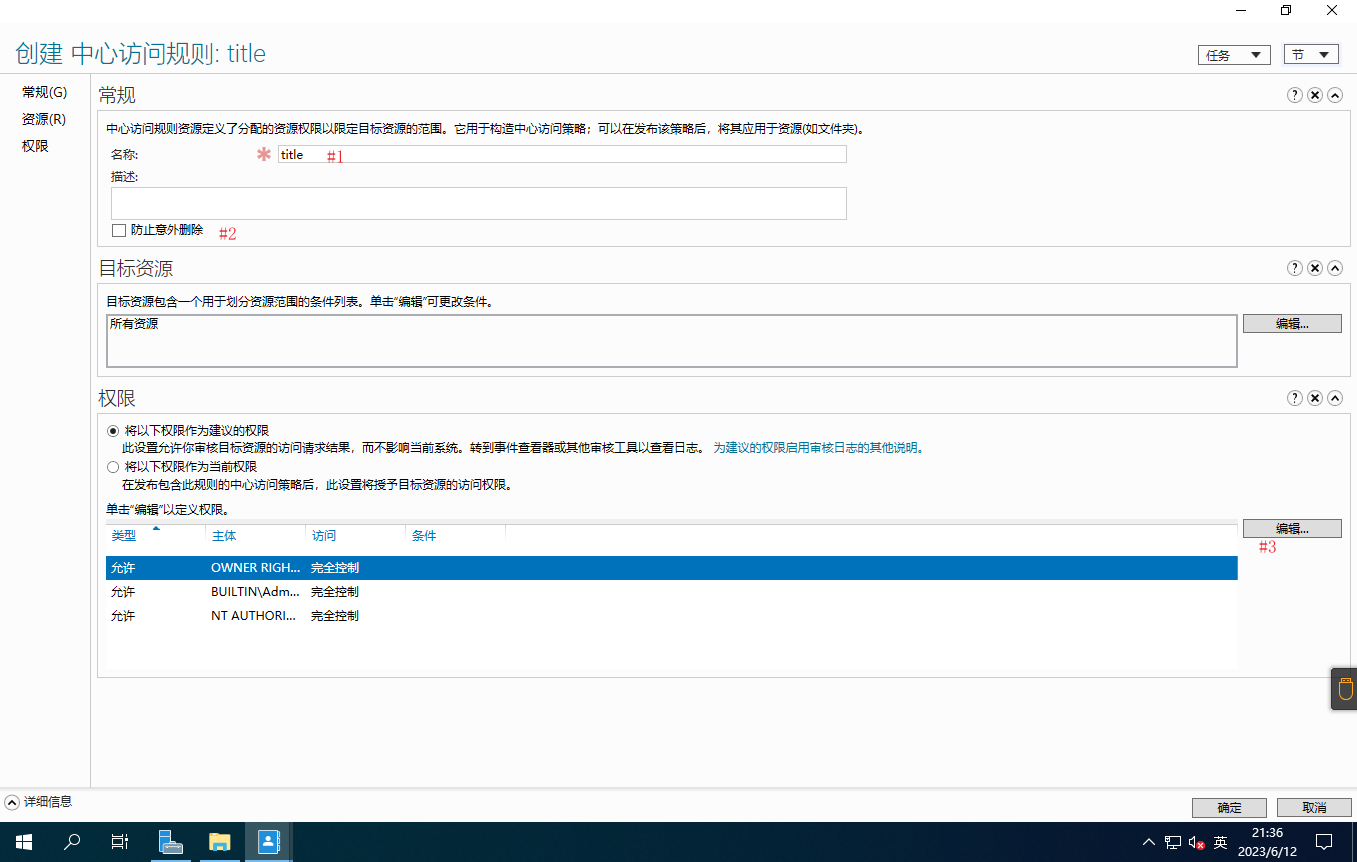 创建 中心访问规则: title
任务
节
常规(G)
资源(R)
权限
常规
中心访问规则资源定义了分配的资源权限以限定目标资源的范围。它用于构造中心访问策略；可以在发布该策略后，将其应用于资源(如文件夹)。
名称:
title
#1
描述:
防止意外删除
#2
目标资源
目标资源包含一个用于划分资源范围的条件列表。单击“编辑”可更改条件。
所有资源
编辑...
权限
将以下权限作为建议的权限
此设置允许你审核目标资源的访问请求结果，而不影响当前系统。转到事件查看器或其他审核工具以查看日志。 为建议的权限启用审核日志的其他说明。
将以下权限作为当前权限
在发布包含此规则的中心访问策略后，此设置将授予目标资源的访问权限。
单击“编辑”以定义权限。
编辑...
#3
类型 主体 访问 条件
允许 OWNER RIGH... 完全控制
允许 BUILTIN\Adm... 完全控制
允许 NT AUTHORI... 完全控制
详细信息
确定
取消
英
21:36
2023/6/12